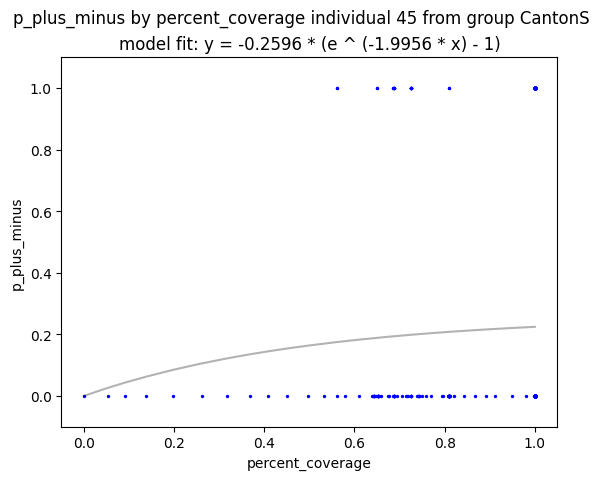 p_plus_minus by percent_coverage individual 45 from group CantonS
model fit: y = -0.2596 * (e ^ (-1.9956 * x) - 1)
1.0
0.8
0.6
0.4
0.2
0.0
p_plus_minus
0.0 0.2 0.4 0.6 0.8 1.0
percent_coverage